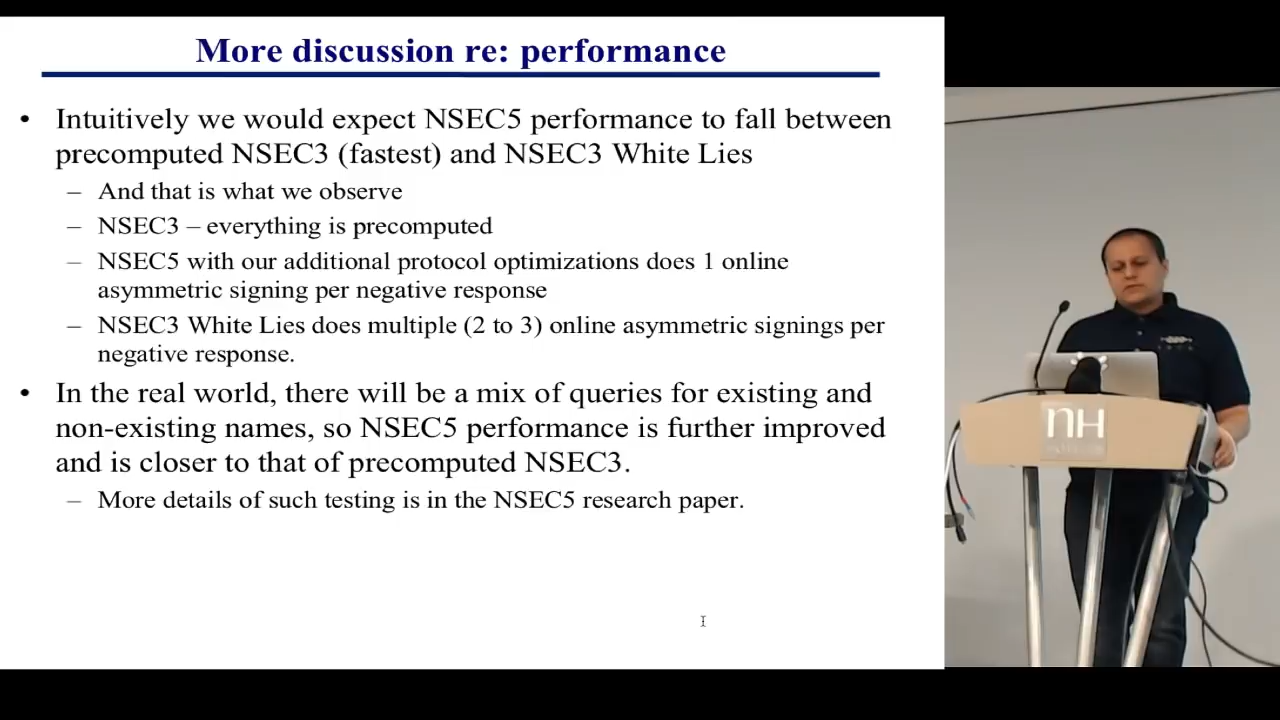 More discussion re: performance
• Intuitively we would expect NSEC5 performance to fall between
precomputed NSEC3 (fastest) and NSEC3 White Lies
– And that is what we observe
– NSEC3 – everything is precomputed
– NSEC5 with our additional protocol optimizations does 1 online
asymmetric signing per negative response
– NSEC3 White Lies does multiple (2 to 3) online asymmetric signings per
negative response.
• In the real world, there will be a mix of queries for existing and
non-existing names, so NSEC5 performance is further improved
and is closer to that of precomputed NSEC3.
– More details of such testing is in the NSEC5 research paper.
nH